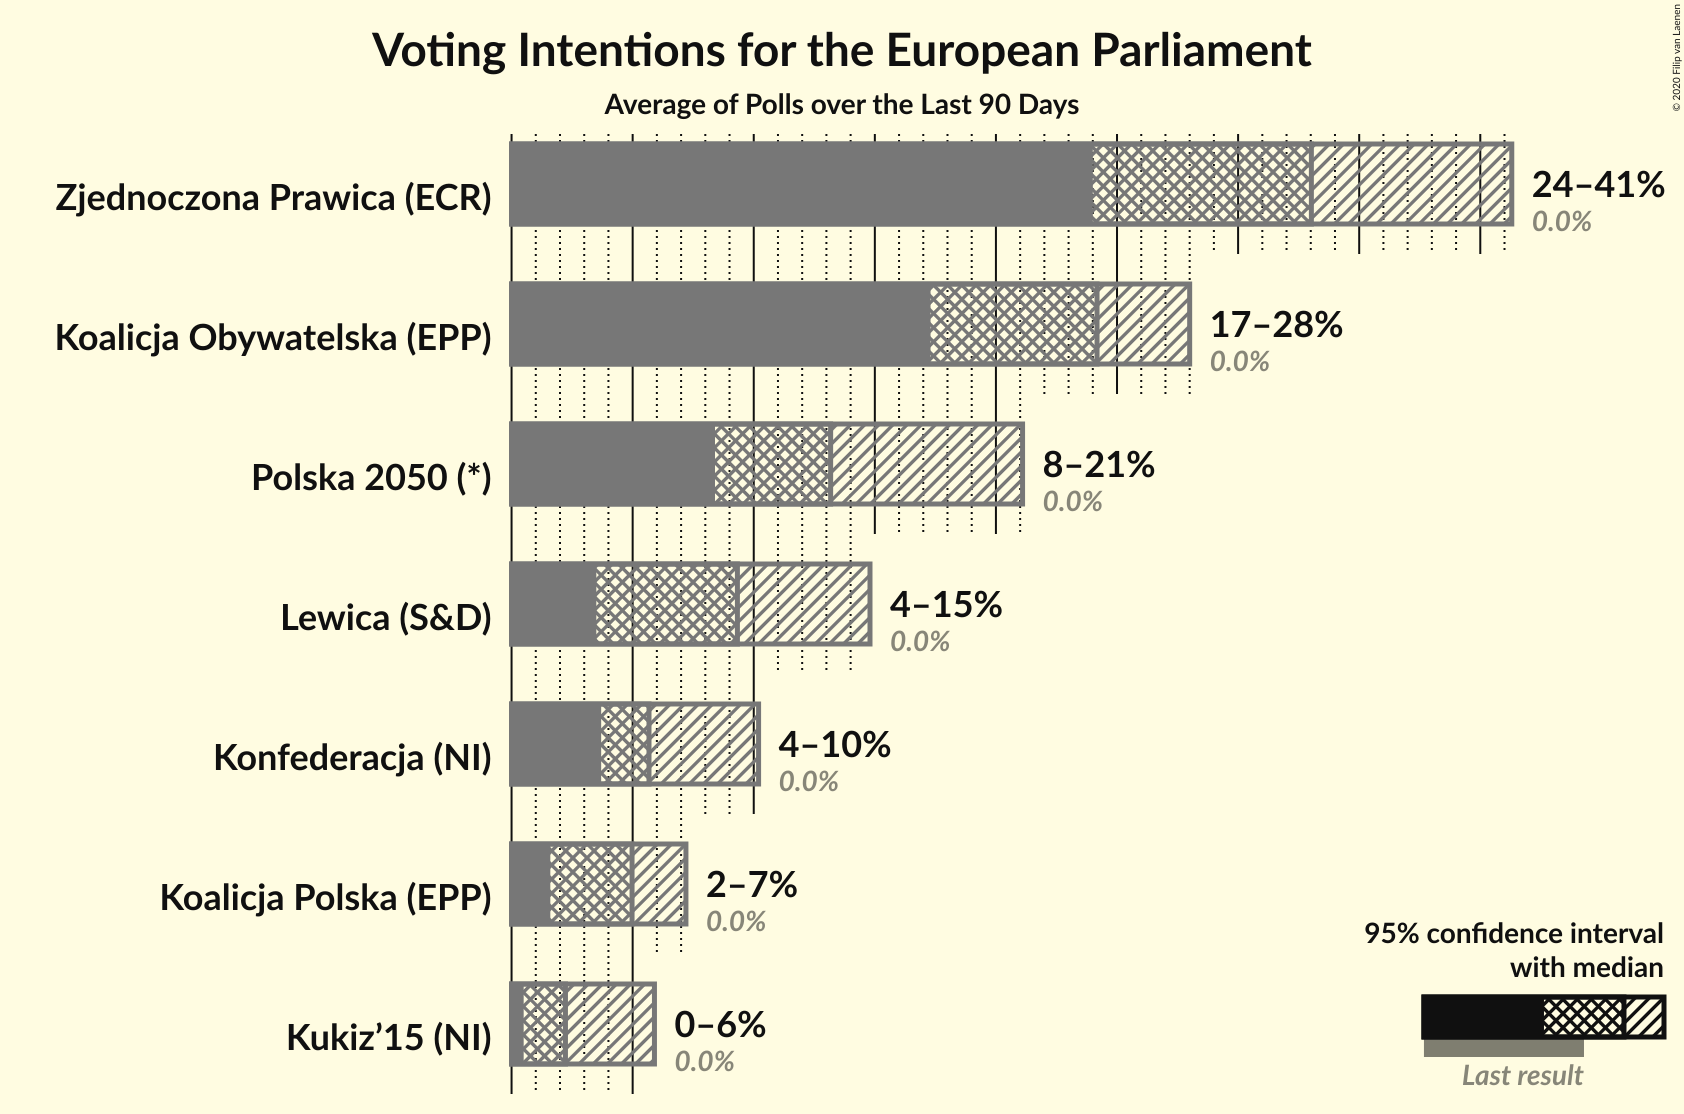 Voting Intentions for the European Parliament
Average of Polls over the Last 90 Days
© 2020 Filip van Laenen
Zjednoczona Prawica (ECR)
24–41%
0.0%
Koalicja Obywatelska (EPP)
17–28%
0.0%
Polska 2050 (*)
8–21%
0.0%
Lewica (S&D)
4–15%
0.0%
Konfederacja (NI)
4–10%
0.0%
Koalicja Polska (EPP)
2–7%
0.0%
Kukiz’15 (NI)
0–6%
0.0%
95% confidence interval
with median
Last result